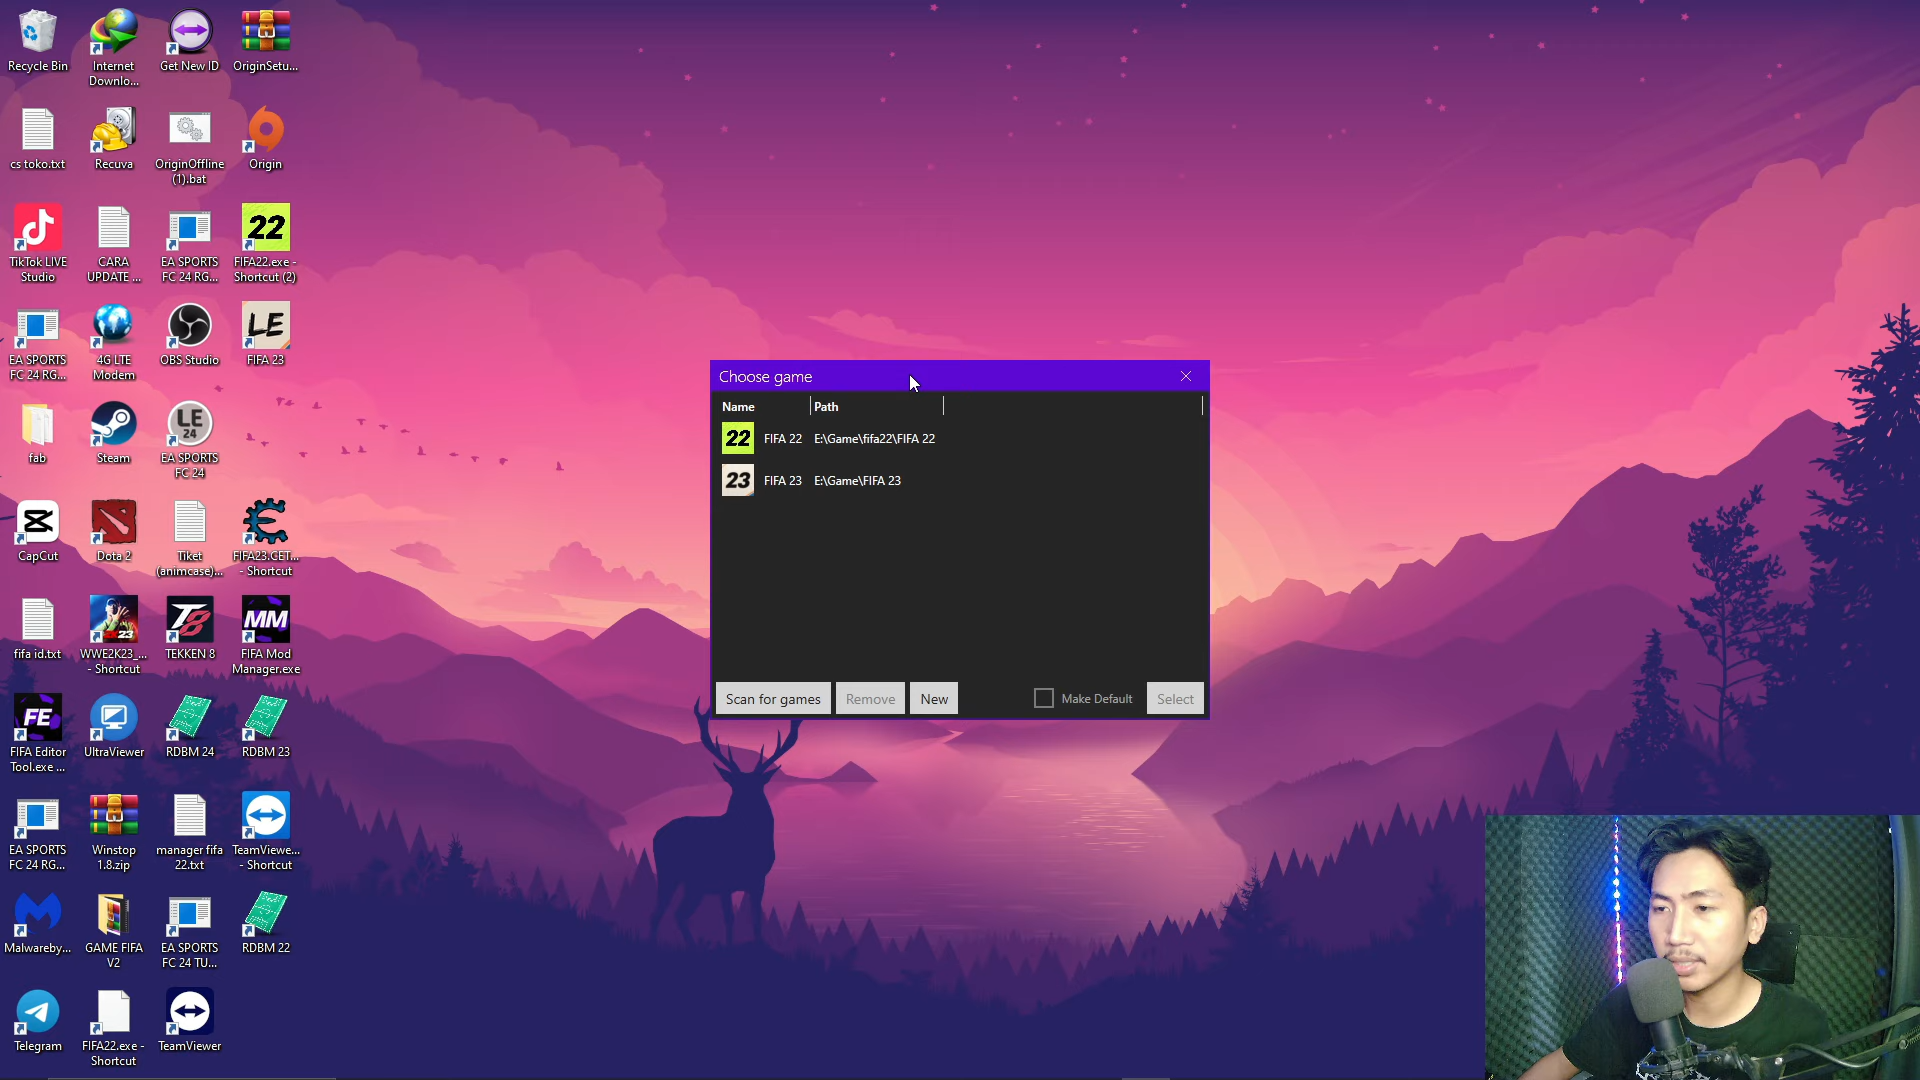 Recycle Bin
Internet
Downlo...
Get New ID
OriginSetu...
cs toko.txt
Recuva
OriginOffline
(1).bat
Origin
TikTok LIVE
Studio
CARA
UPDATE ...
EA SPORTS
FC 24 RG...
22
FIFA22.exe -
Shortcut (2)
EA SPORTS
FC 24 RG...
4G LTE
Modem
OBS Studio
LE
FIFA 23
fab
Steam
LE
24
EA SPORTS
FC 24
CapCut
Dota 2
Tiket
(animcase)...
FIFA23.CET...
- Shortcut
fifa id.txt
2K23
WWE2K23_...
- Shortcut
T8
TEKKEN 8
MM
FIFA Mod
Manager.exe
FE
FIFA Editor
Tool.exe ...
UltraViewer
RDBM 24
RDBM 23
EA SPORTS
FC 24 RG...
Winstop
1.8.zip
manager fifa
22.txt
TeamViewe...
- Shortcut
Malwareby...
GAME FIFA
V2
EA SPORTS
FC 24 TU...
RDBM 22
Telegram
FIFA22.exe -
Shortcut
TeamViewer
Choose game
Name Path
22 FIFA 22 E:\Game\fifa22\FIFA 22
23 FIFA 23 E:\Game\FIFA 23
Scan for games Remove New Make Default Select